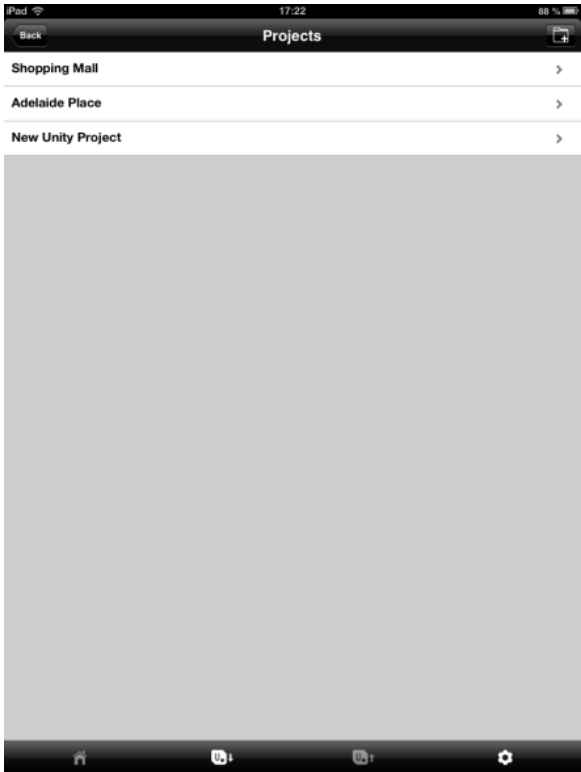 iPad 17:22 88 %
Back Projects
Shopping Mall
Adelaide Place
New Unity Project
U U